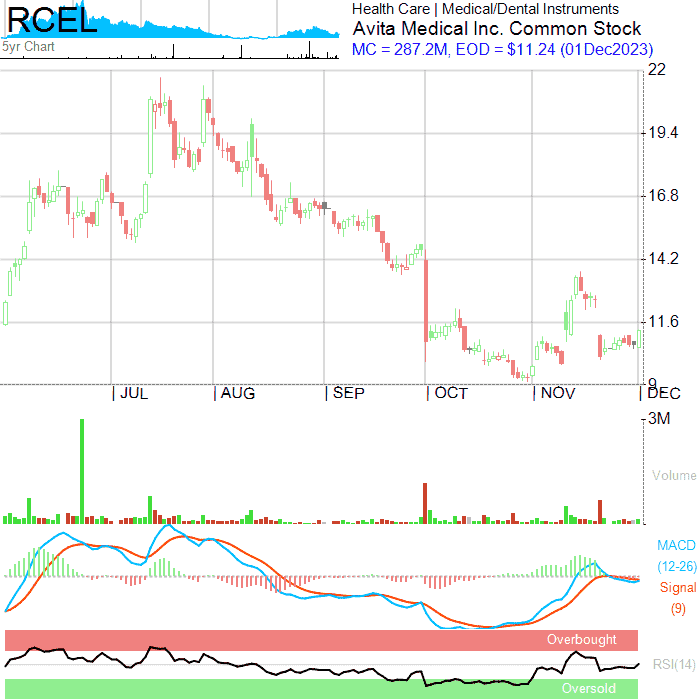 RCEL
5yr Chart
Health Care | Medical/Dental Instruments
Avita Medical Inc. Common Stock
MC = 287.2M, EOD = $11.24 (01Dec2023)
22
19.4
16.8
14.2
11.6
9
JUL AUG SEP OCT NOV DEC
3M
Volume
MACD
(12-26)
Signal
(9)
Overbought
RSI(14)
Oversold